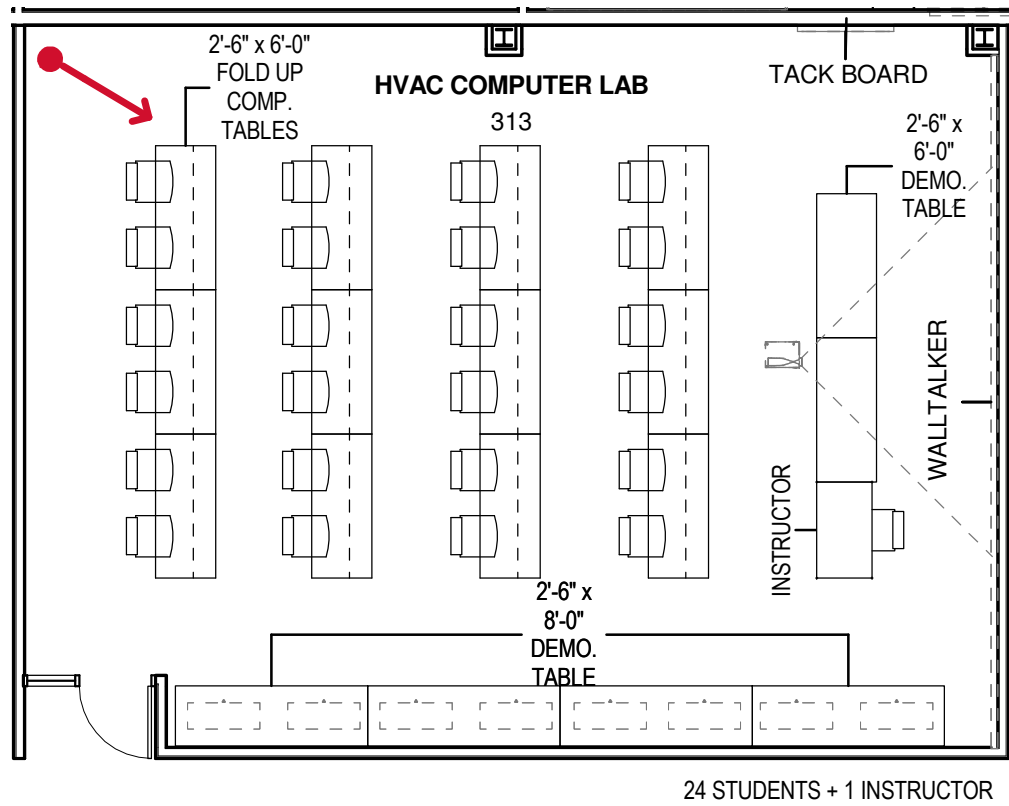 2'-6" x 6'-0"
FOLD UP
COMP.
TABLES
HVAC COMPUTER LAB
313
TACK BOARD
2'-6" x
6'-0"
DEMO.
TABLE
WALLTALKER
INSTRUCTOR
2'-6" x
8'-0"
DEMO.
TABLE
24 STUDENTS + 1 INSTRUCTOR